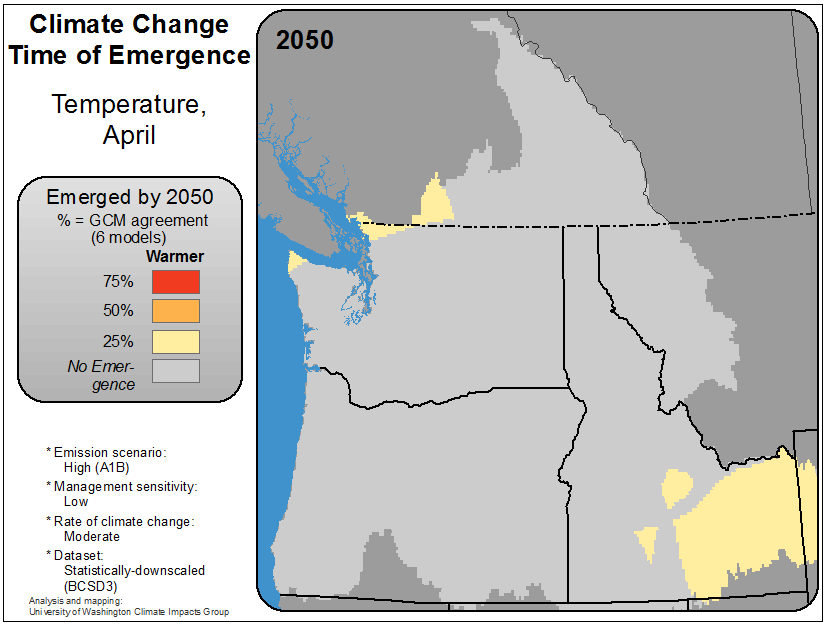 Climate Change
Time of Emergence
Temperature,
April
Emerged by 2050
% = GCM agreement
(6 models)
Warmer
75%
50%
25%
No Emer-
gence
* Emission scenario:
High (A1B)
* Management sensitivity:
Low
* Rate of climate change:
Moderate
* Dataset:
Statistically-downscaled
(BCSD3)
Analysis and mapping:
University of Washington Climate Impacts Group
2050